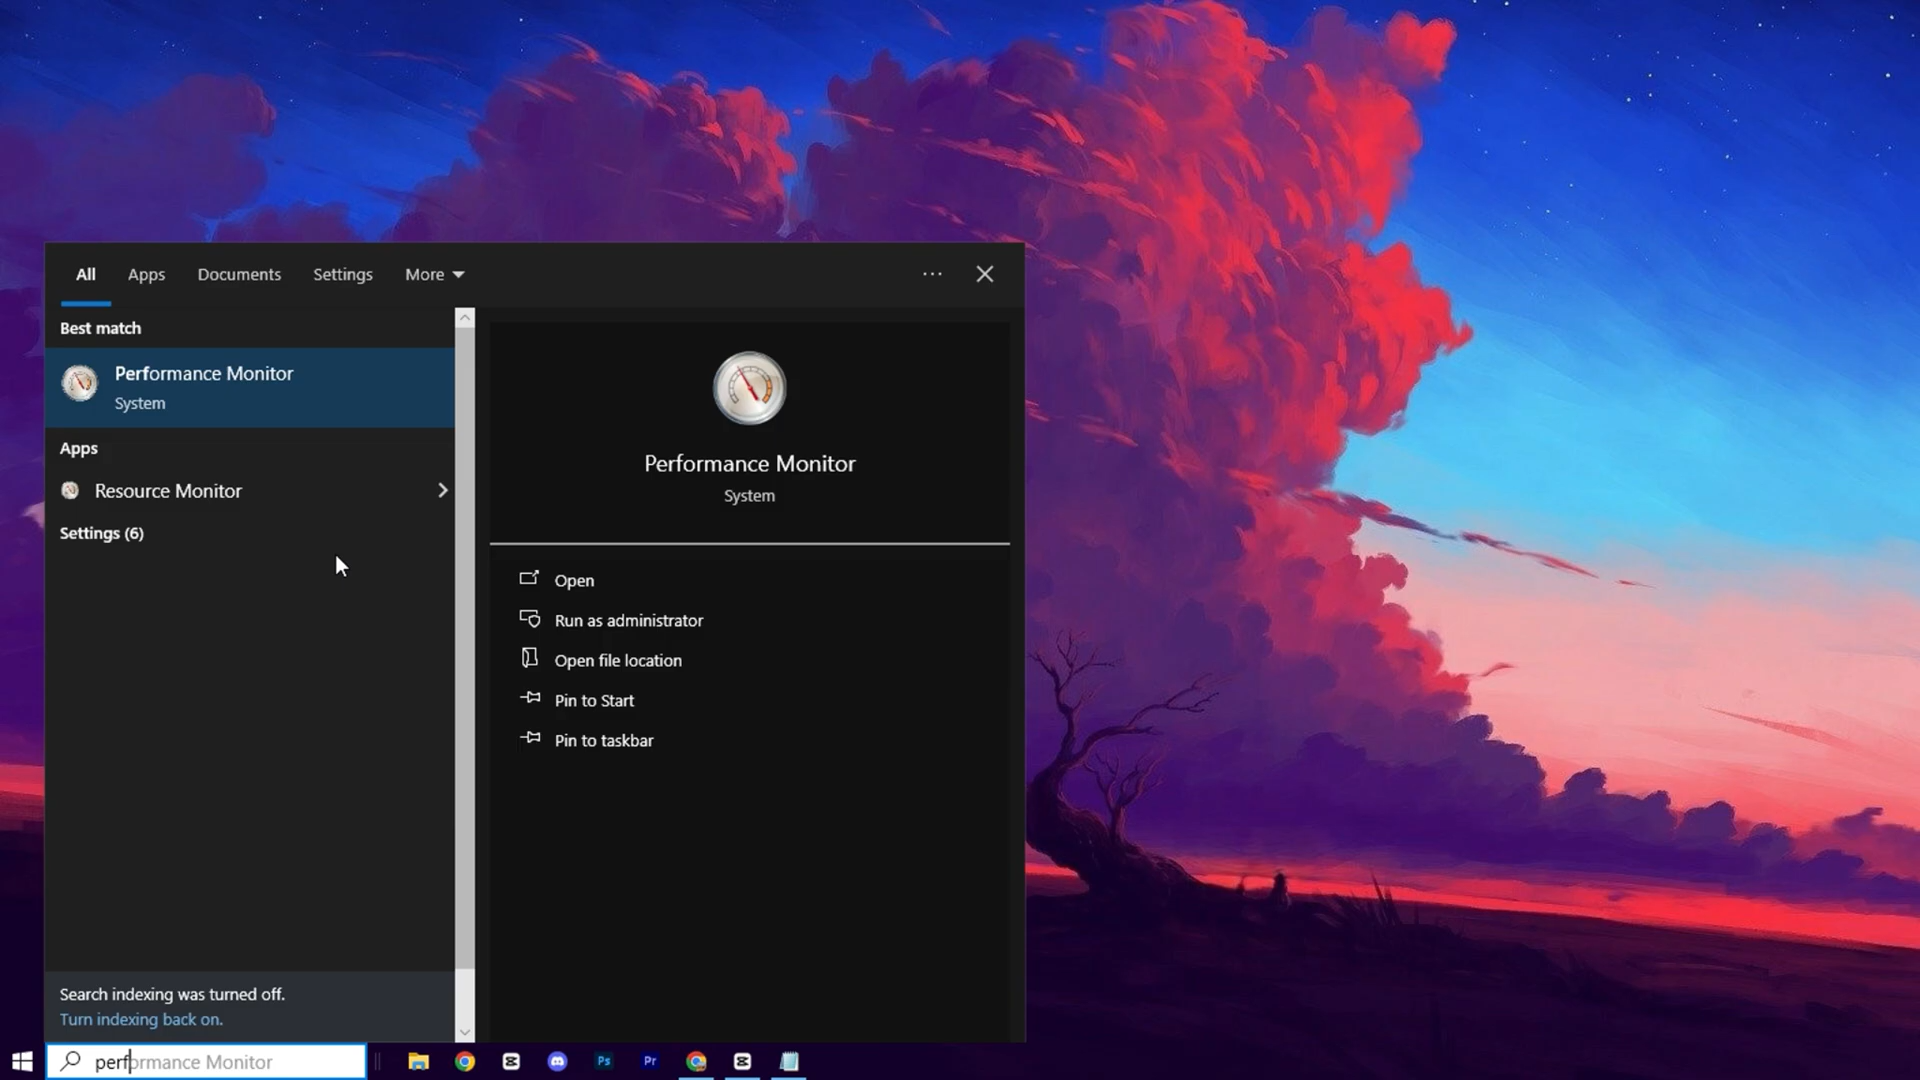 All Apps Documents Settings More
Best match
Performance Monitor
System
Apps
Resource Monitor
Settings (6)
Search indexing was turned off.
Turn indexing back on.
Performance Monitor
System
Open
Run as administrator
Open file location
Pin to Start
Pin to taskbar
performance Monitor
Ps Pr